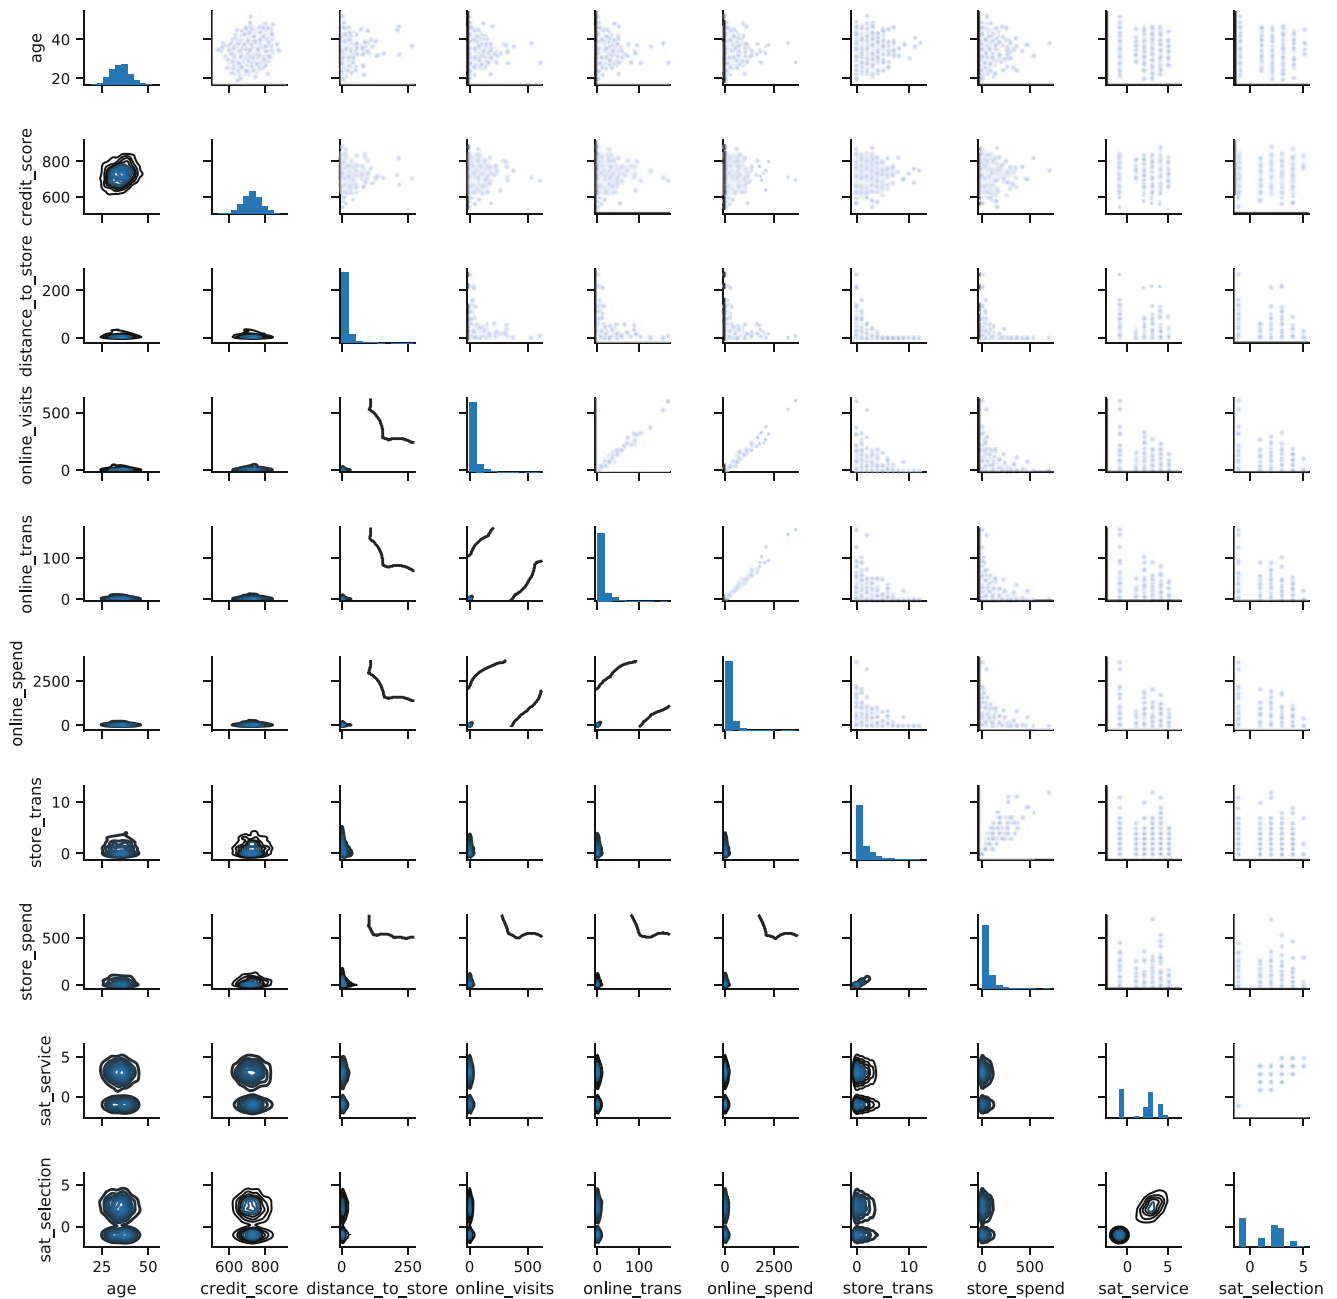 age
40
20
credit_score
800
600
distance_to_store
200
0
online_visits
500
0
online_trans
100
0
online_spend
2500
0
store_trans
10
0
store_spend
500
0
sat_service
5
0
sat_selection
5
0
25 50 600 800 0 250 0 500 0 100 0 2500 0 10 0 500 0 5 0 5
age credit_score distance_to_store online_visits online_trans online_spend store_trans store_spend sat_service sat_selection